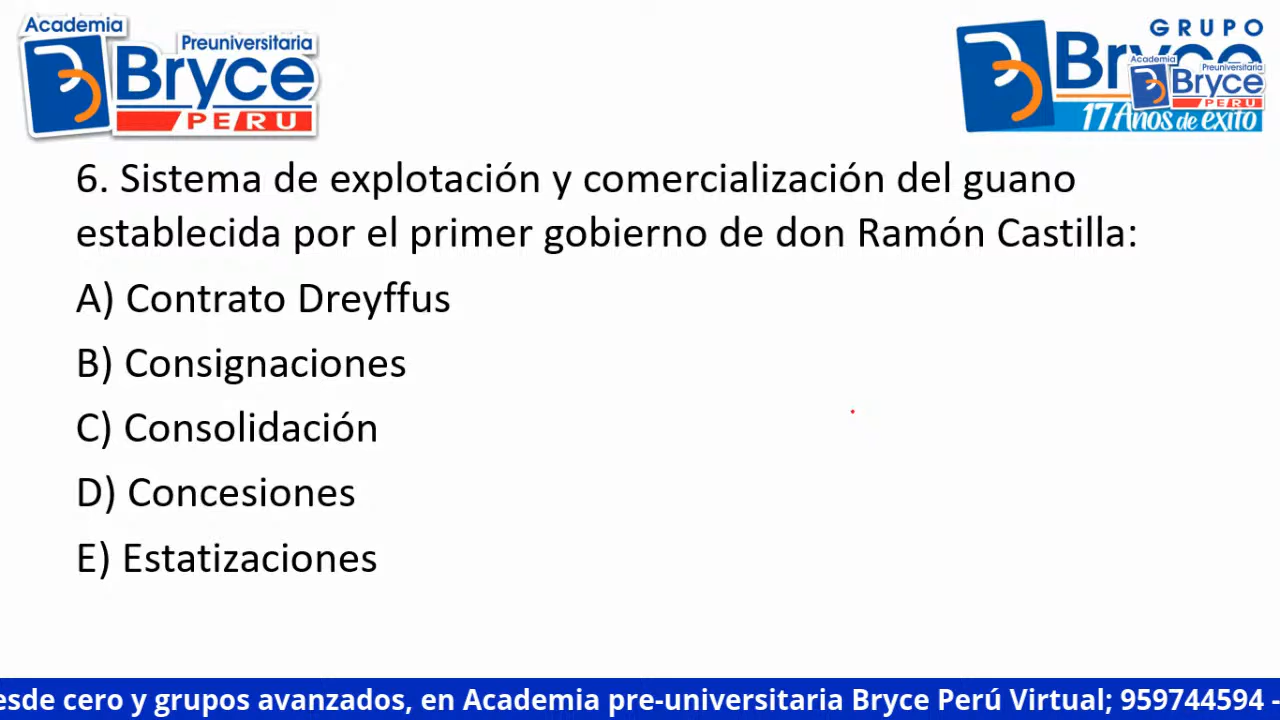 Academia
Preuniversitaria
Bryce
PERU
GRUPO
Bryce
Academia
Preuniversitaria
Bryce
PERU
17 Años de éxito
6. Sistema de explotación y comercialización del guano
establecida por el primer gobierno de don Ramón Castilla:
A) Contrato Dreyffus
B) Consignaciones
C) Consolidación
D) Concesiones
E) Estatizaciones
esde cero y grupos avanzados, en Academia pre-universitaria Bryce Perú Virtual; 959744594 -